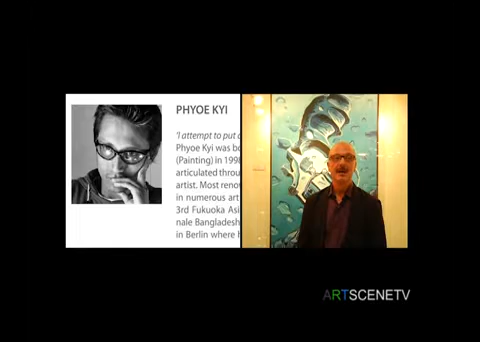 PHYOE KYI
'I attempt to put
Phyoe Kyi was bo
(Painting) in 199
articulated throu
artist. Most reno
in numerous art
3rd Fukuoka Asi
nale Bangladesh
in Berlin where h
ARTSCENETV